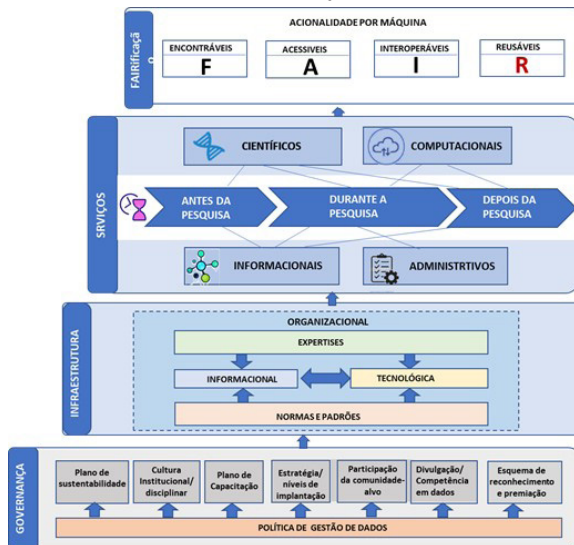 ACIONALIDADE POR MÁQUINA
FAIRificaçã
o
ENCONTRÁVEIS
F
ACESSIVEIS
A
INTEROPERÁVEIS
I
REUSÁVEIS
R
SRVIÇOS
CIENTÍFICOS
COMPUTACIONAIS
ANTES DA
PESQUISA
DURANTE A
PESQUISA
DEPOIS DA
PESQUISA
INFORMACIONAIS
ADMINISTRTIVOS
INFRAESTRUTURA
ORGANIZACIONAL
EXPERTISES
INFORMACIONAL
TECNOLÓGICA
NORMAS E PADRÕES
GOVERNANÇA
Plano de
sustentabilidade
Cultura
Institucional/
disciplinar
Plano de
Capacitação
Estratégia/
níveis de
implantação
Participação
da comunidade-
alvo
Divulgação/
Competência
em dados
Esquema de
reconhecimento
e premiação
POLÍTICA DE GESTÃO DE DADOS